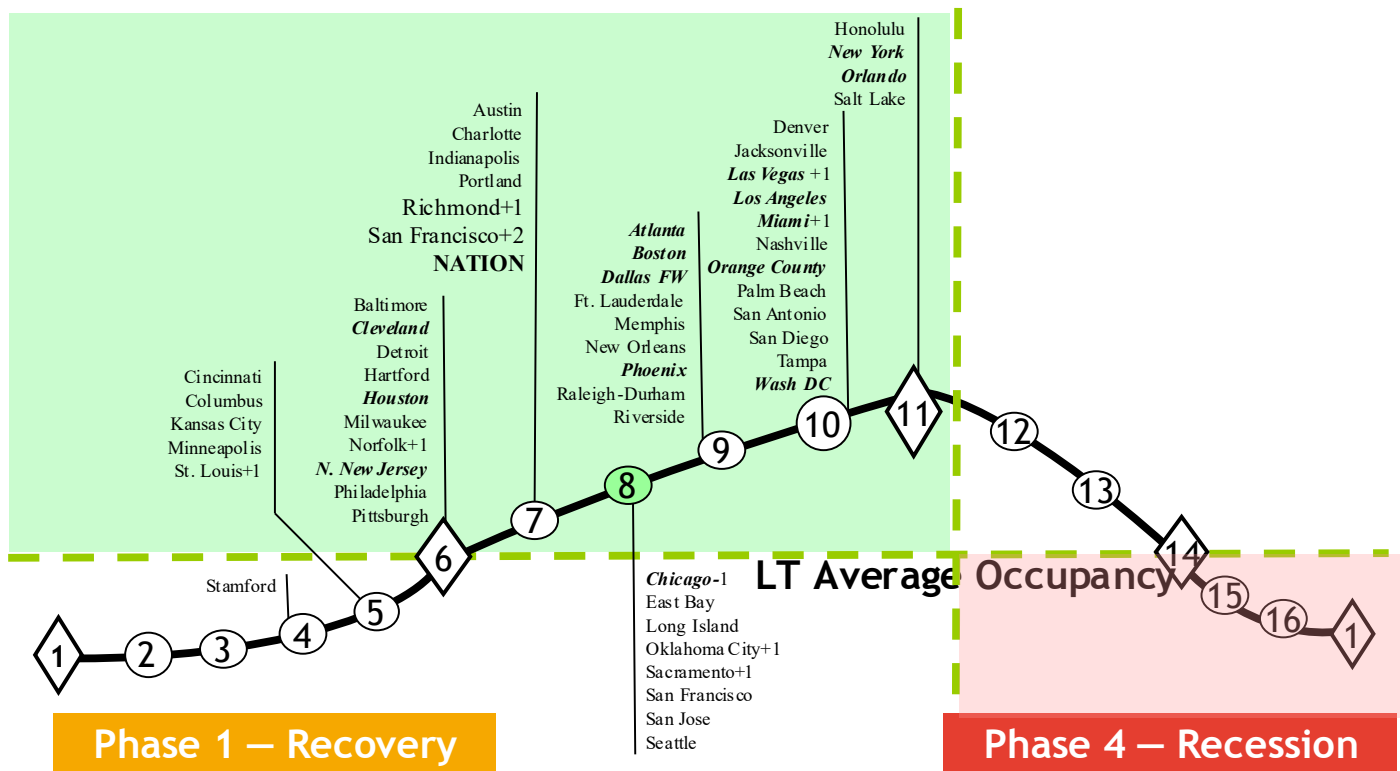 Honolulu
New York
Orlando
Salt Lake
Denver
Jacksonville
Las Vegas +1
Los Angeles
Miami+1
Nashville
Orange County
Palm Beach
San Antonio
San Diego
Tampa
Wash DC
Austin
Charlotte
Indianapolis
Portland
Richmond+1
San Francisco+2
NATION
Atlanta
Boston
Dallas FW
Ft. Lauderdale
Memphis
New Orleans
Phoenix
Raleigh-Durham
Riverside
Baltimore
Cleveland
Detroit
Hartford
Houston
Milwaukee
Norfolk+1
N. New Jersey
Philadelphia
Pittsburgh
Cincinnati
Columbus
Kansas City
Minneapolis
St. Louis+1
Stamford
1
2
3
4
5
6
7
8
9
10
11
12
13
14
15
16
1
LT Average Occupancy
Chicago-1
East Bay
Long Island
Oklahoma City+1
Sacramento+1
San Francisco
San Jose
Seattle
Phase 1 — Recovery
Phase 4 — Recession